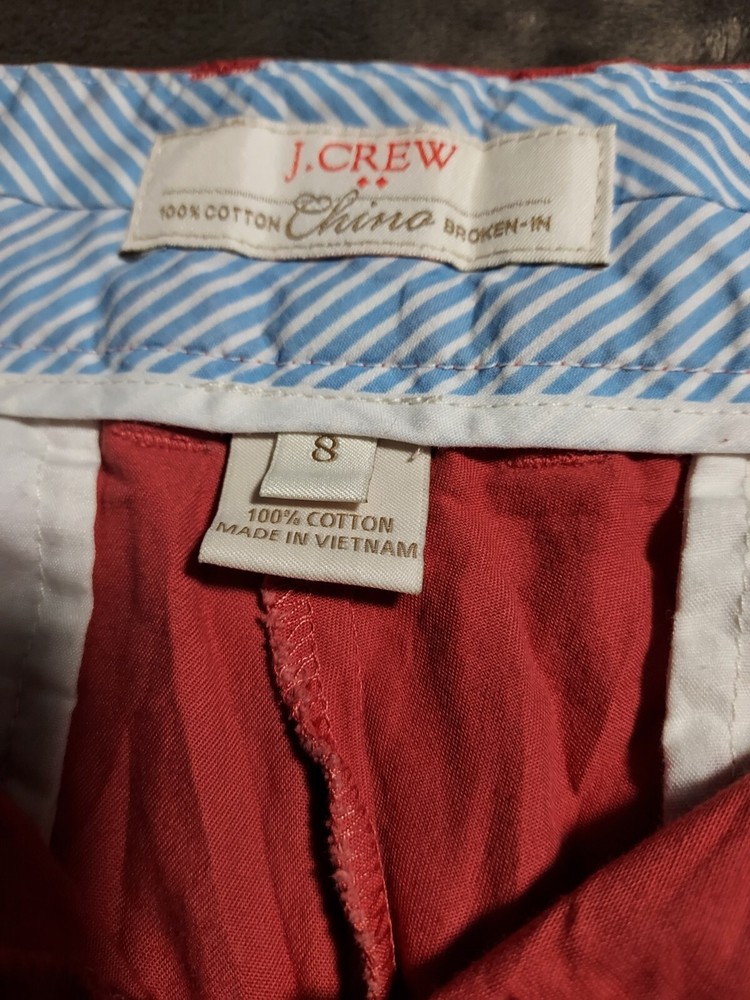 J.CREW
100% COTTON Chino BROKEN-IN
8
100% COTTON
MADE IN VIETNAM